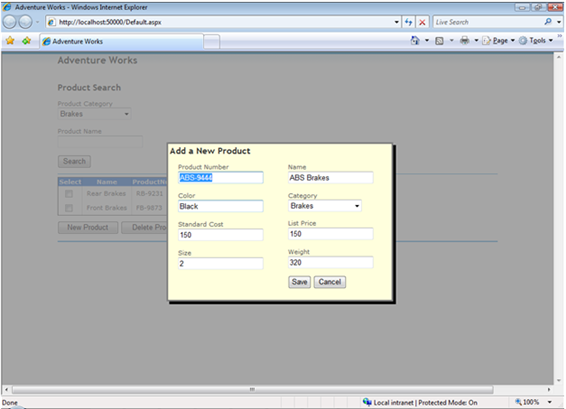 Adventure Works - Windows Internet Explorer
http://localhost:50000/Default.aspx
Live Search
Adventure Works
Page
Tools
Adventure Works
Product Search
Product Category
Brakes
Product Name
Search
Select Name
Rear Brakes RB-9231
Front Brakes FB-9873
New Product Delete Pro
Add a New Product
Product Number Name
ABS-9444 ABS Brakes
Color Category
Black Brakes
Standard Cost List Price
150 150
Size Weight
2 320
Save Cancel
Done Local intranet | Protected Mode: On 100%